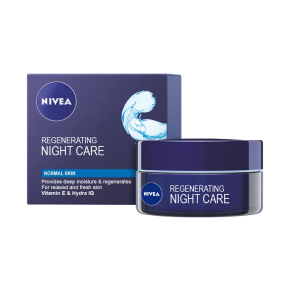 NIVEA
REGENERATING
NIGHT CARE
NORMAL SKIN
Provides deep moisture & regenerates
For relaxed and fresh skin
Vitamin E & Hydra IQ
NIVEA
REGENERATING
NIGHT CARE